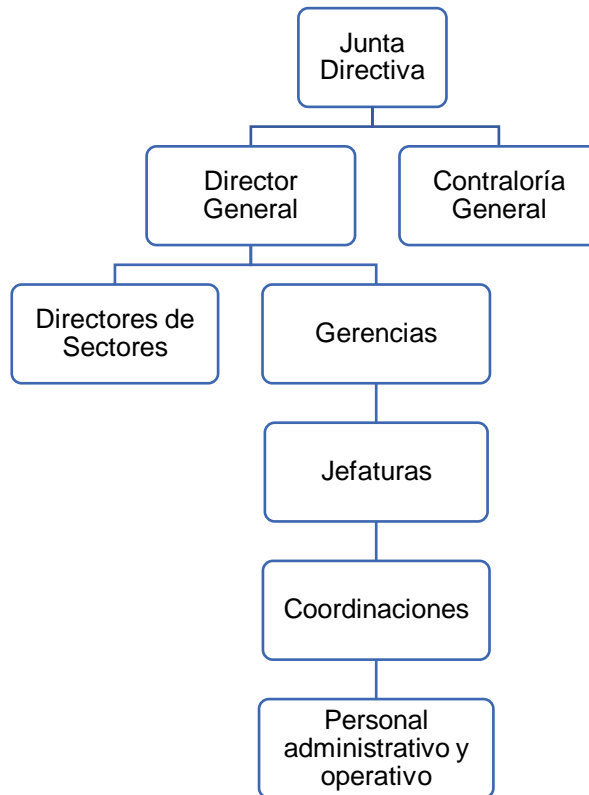 Junta
Directiva
Director
General
Contraloría
General
Directores de
Sectores
Gerencias
Jefaturas
Coordinaciones
Personal
administrativo y
operativo